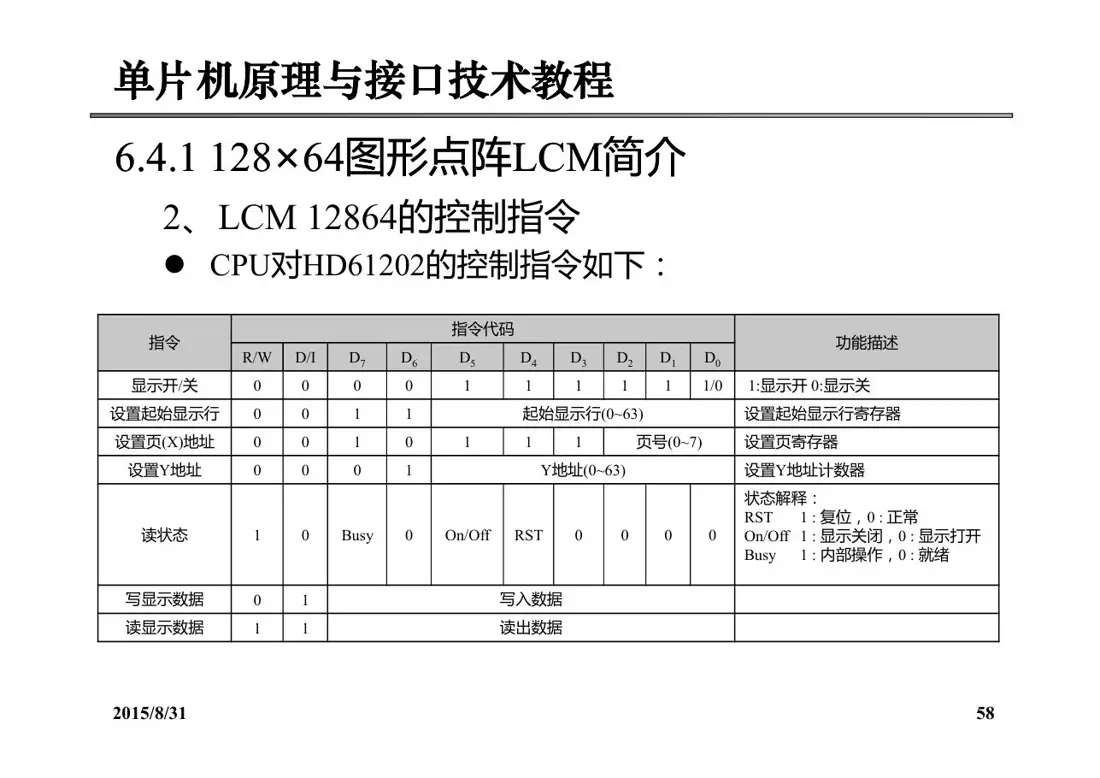 单片机原理与接口技术教程
6.4.1 128×64图形点阵LCM简介
2、LCM 12864的控制指令
● CPU对HD61202的控制指令如下：
指令 指令代码 功能描述
R/W D/I D7 D6 D5 D4 D3 D2 D1 D0
显示开/关 0 0 0 0 1 1 1 1 1 1/0 1:显示开 0:显示关
设置起始显示行 0 0 1 1 起始显示行(0~63) 设置起始显示行寄存器
设置页(X)地址 0 0 1 0 1 1 1 页号(0~7) 设置页寄存器
设置Y地址 0 0 0 1 Y地址(0~63) 设置Y地址计数器
读状态 1 0 Busy 0 On/Off RST 0 0 0 0 状态解释：
RST 1 : 复位，0 : 正常
On/Off 1 : 显示关闭，0 : 显示打开
Busy 1 : 内部操作，0 : 就绪
写显示数据 0 1 写入数据
读显示数据 1 1 读出数据
2015/8/31 58